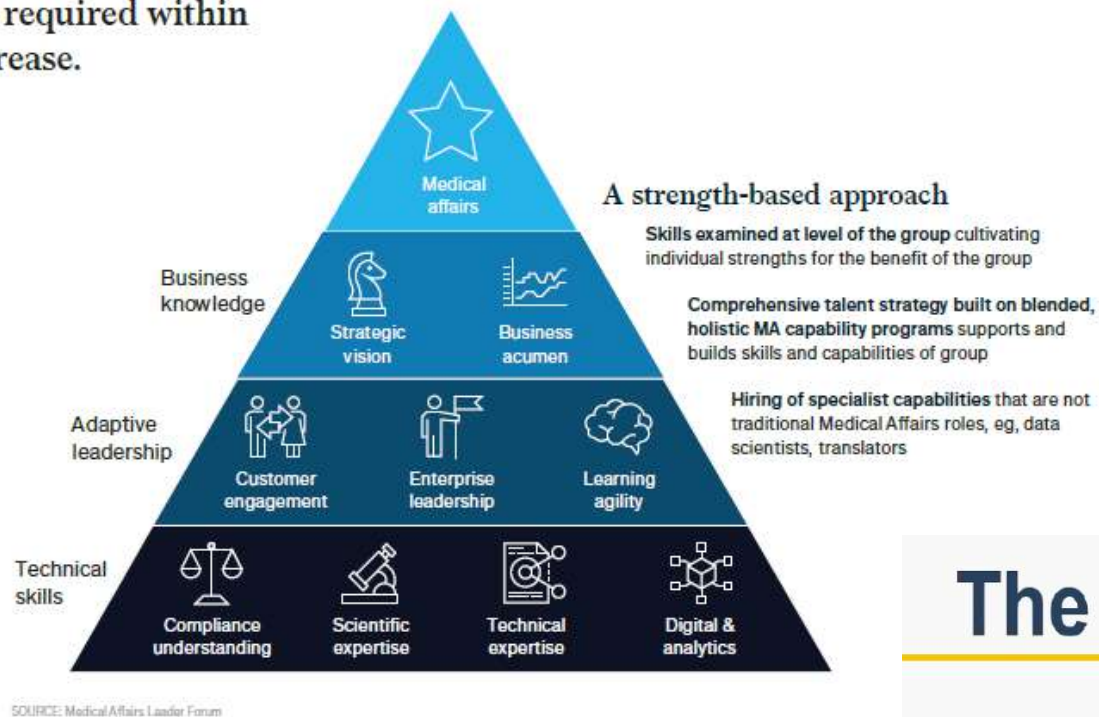 required within
rease.
Medical
affairs
A strength-based approach
Skills examined at level of the group cultivating
individual strengths for the benefit of the group
Business
knowledge
Strategic
vision
Business
acumen
Comprehensive talent strategy built on blended,
holistic MA capability programs supports and
builds skills and capabilities of group
Adaptive
leadership
Customer
engagement
Enterprise
leadership
Learning
agility
Hiring of specialist capabilities that are not
traditional Medical Affairs roles, eg, data
scientists, translators
Technical
skills
Compliance
understanding
Scientific
expertise
Technical
expertise
Digital &
analytics
The
SOURCE: Medical Affairs Leader Forum